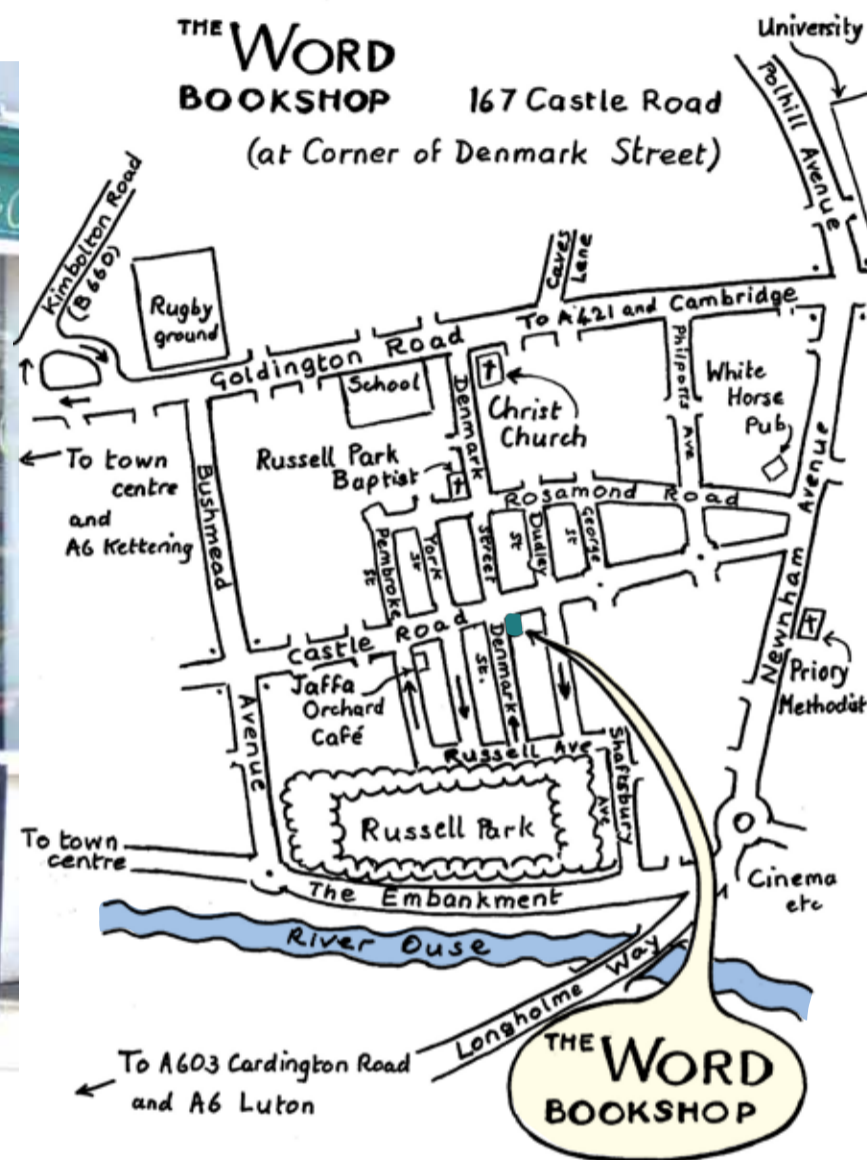 THE WORD
BOOKSHOP
167 Castle Road
(at Corner of Denmark Street)
University
Polhill Avenue
Kimbolton Road
(B660)
Rugby
ground
Caves
Lane
To A421 and Cambridge
Goldington Road
School
Denmark
Christ
Church
Philpotts
Ave
White
Horse
Pub
To town
centre
and
A6 Kettering
Bushmead
Russell Park
Baptist
Rosamond Road
Pembroke
St
York
St
Street
Dudley
St
George
St
Newnham Avenue
Castle Road
Denmark
St.
Jaffa
Orchard
Café
Avenue
Priory
Methodist
Russell Ave
Shaftsbury
Ave
Russell Park
To town
centre
The Embankment
Cinema
etc
River Ouse
Longholme Way
To A603 Cardington Road
and A6 Luton
THE WORD
BOOKSHOP